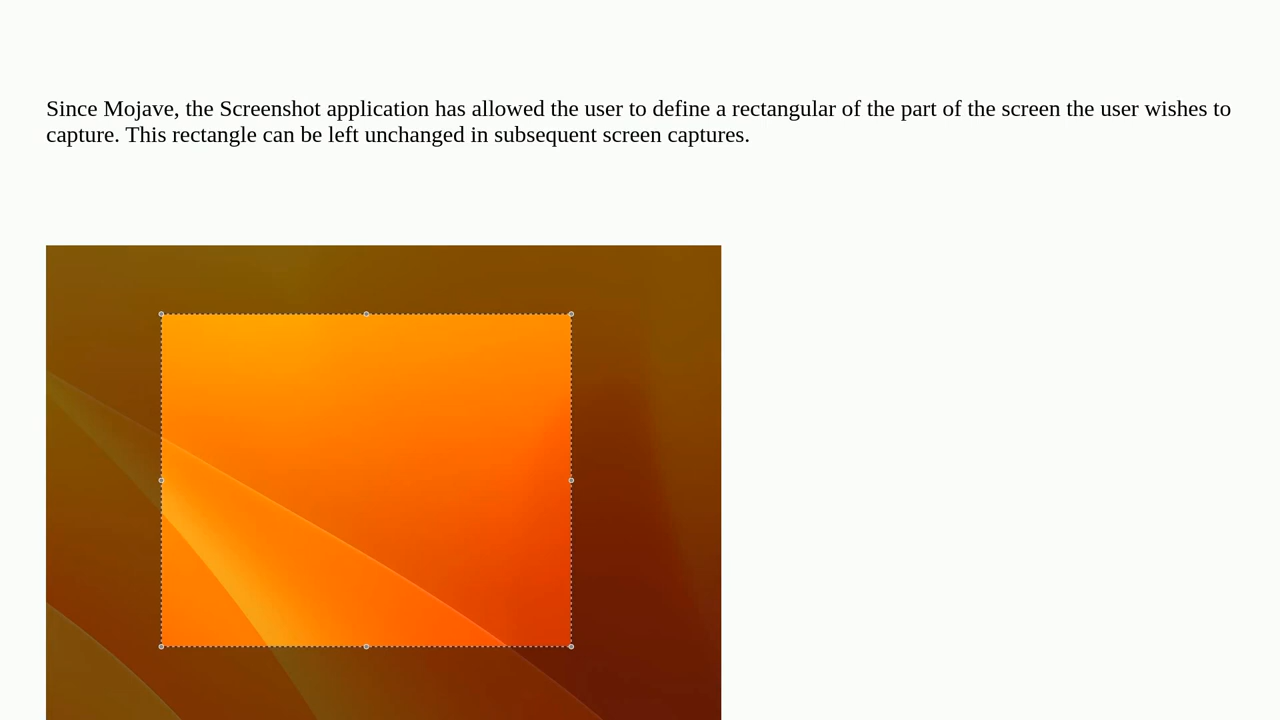 Since Mojave, the Screenshot application has allowed the user to define a rectangular of the part of the screen the user wishes to
capture. This rectangle can be left unchanged in subsequent screen captures.